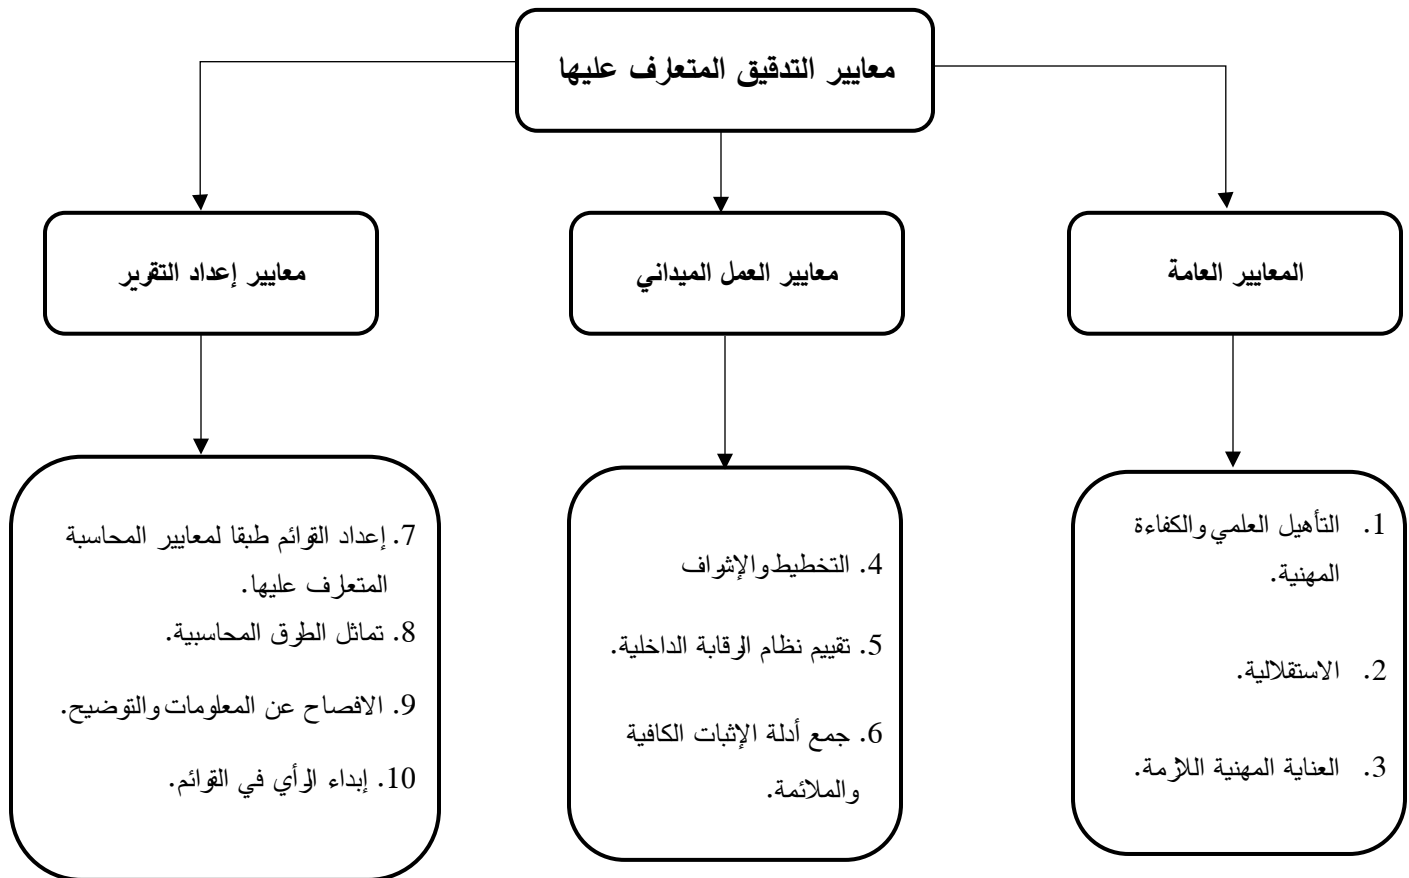 معايير التدقيق المتعارف عليها
المعايير العامة
معايير العمل الميداني
معايير إعداد التقرير
1. التأهيل العلمي والكفاءة
المهنية.
2. الاستقلالية.
3. العناية المهنية اللازمة.
4. التخطيط والإشراف
5. تقييم نظام الرقابة الداخلية.
6. جمع أدلة الإثبات الكافية
والملائمة.
7. إعداد القوائم طبقا لمعايير المحاسبة
المتعارف عليها.
8. تماثل الطرق المحاسبية.
9. الافصاح عن المعلومات والتوضيح.
10. إبداء الرأي في القوائم.